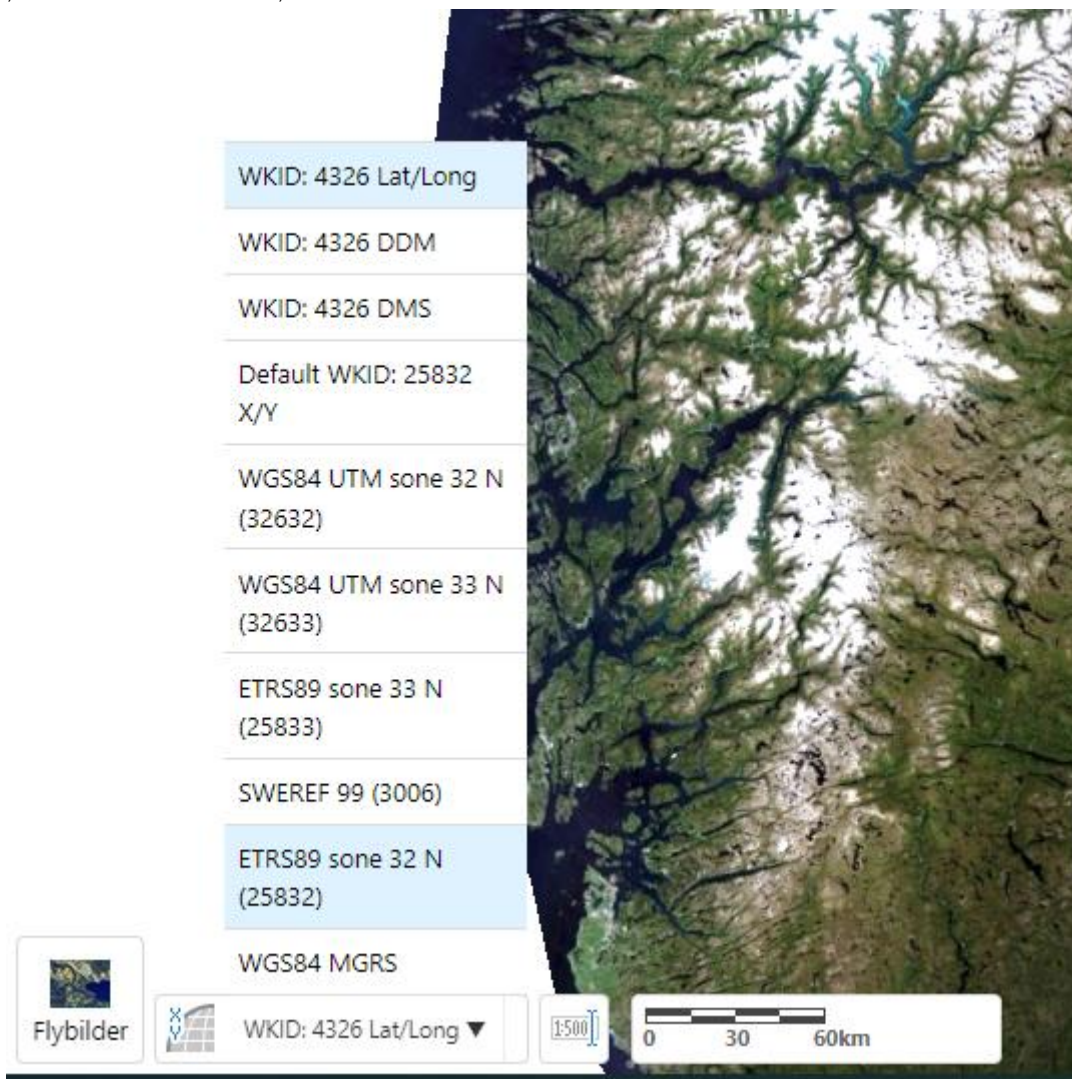 WKID: 4326 Lat/Long
WKID: 4326 DDM
WKID: 4326 DMS
Default WKID: 25832
X/Y
WGS84 UTM sone 32 N
(32632)
WGS84 UTM sone 33 N
(32633)
ETRS89 sone 33 N
(25833)
SWEREF 99 (3006)
ETRS89 sone 32 N
(25832)
WGS84 MGRS
Flybilder
X
Y
WKID: 4326 Lat/Long ▼
1:500
0 30 60km